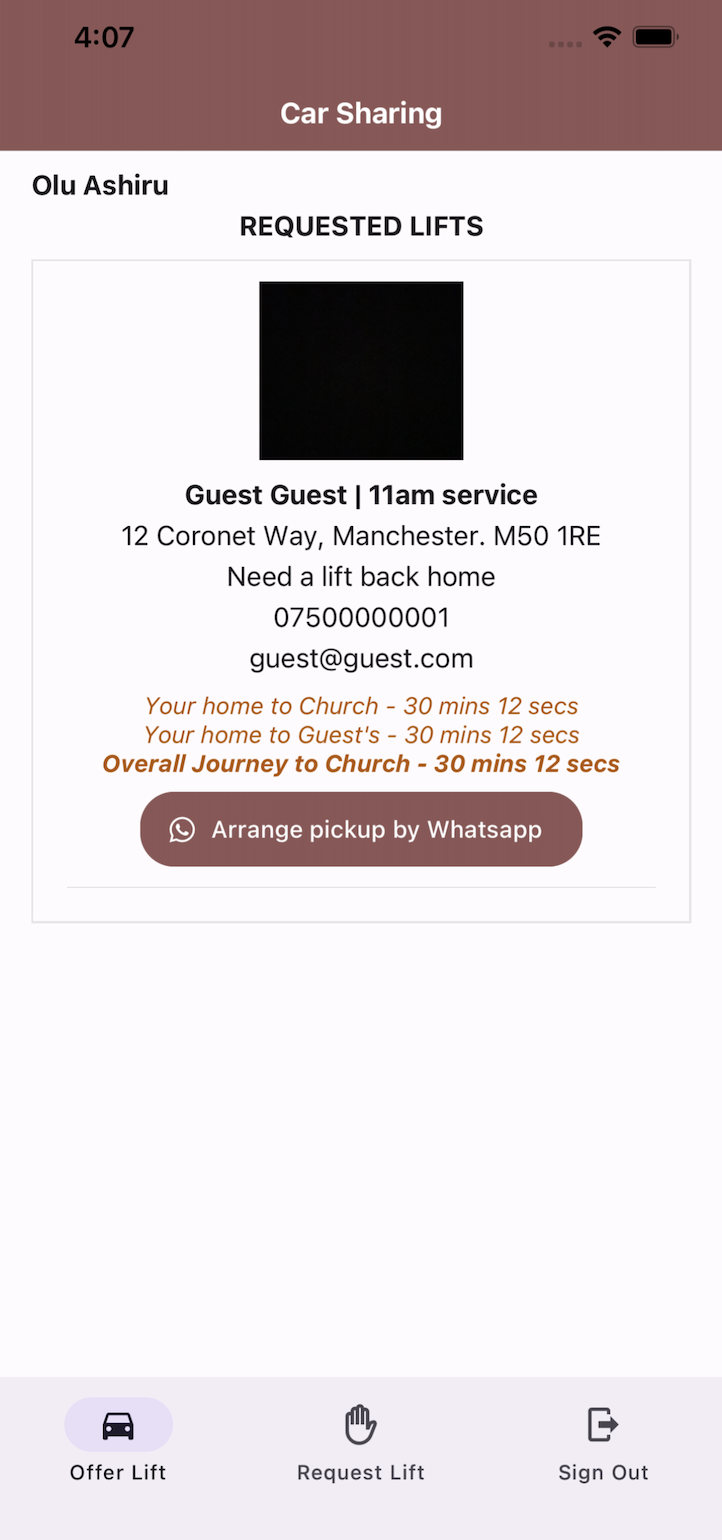 4:07
Car Sharing
Olu Ashiru
REQUESTED LIFTS
Guest Guest | 11am service
12 Coronet Way, Manchester. M50 1RE
Need a lift back home
07500000001
guest@guest.com
Your home to Church - 30 mins 12 secs
Your home to Guest's - 30 mins 12 secs
Overall Journey to Church - 30 mins 12 secs
Arrange pickup by Whatsapp
Offer Lift
Request Lift
Sign Out